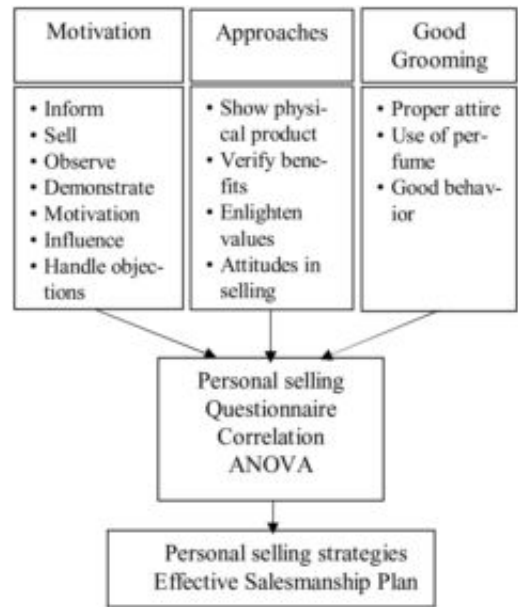 Motivation
Approaches
Good
Grooming
• Inform
• Sell
• Observe
• Demonstrate
• Motivation
• Influence
• Handle objec-
tions
• Show physi-
cal product
• Verify bene-
fits
• Enlighten
values
• Attitudes in
selling
• Proper attire
• Use of per-
fume
• Good behav-
ior
Personal selling
Questionnaire
Correlation
ANOVA
Personal selling strategies
Effective Salesmanship Plan